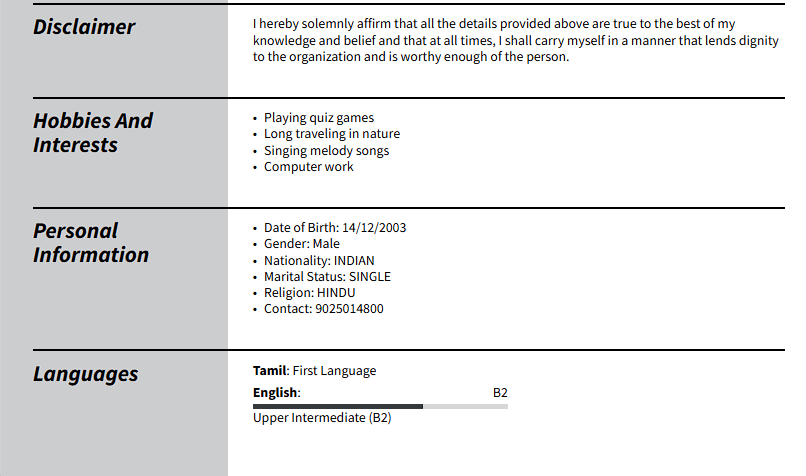 Disclaimer
I hereby solemnly affirm that all the details provided above are true to the best of my
knowledge and belief and that at all times, I shall carry myself in a manner that lends dignity
to the organization and is worthy enough of the person.
Hobbies And
Interests
• Playing quiz games
• Long traveling in nature
• Singing melody songs
• Computer work
Personal
Information
• Date of Birth: 14/12/2003
• Gender: Male
• Nationality: INDIAN
• Marital Status: SINGLE
• Religion: HINDU
• Contact: 9025014800
Languages
Tamil: First Language
English: B2
Upper Intermediate (B2)